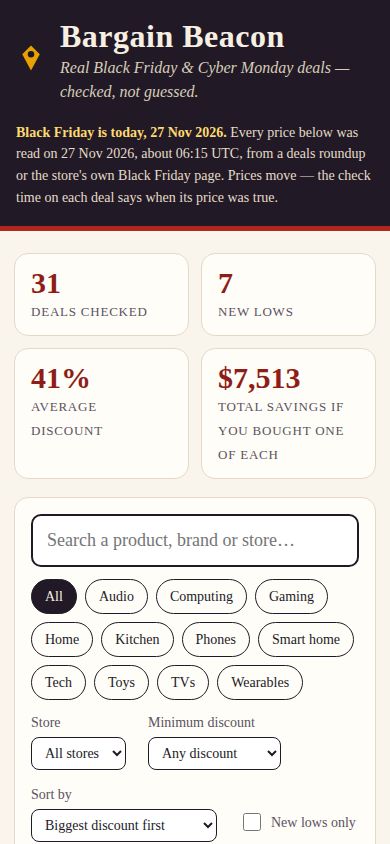 Bargain Beacon
Real Black Friday & Cyber Monday deals —
checked, not guessed.
Black Friday is today, 27 Nov 2026. Every price below was
read on 27 Nov 2026, about 06:15 UTC, from a deals roundup
or the store's own Black Friday page. Prices move — the check
time on each deal says when its price was true.
31
DEALS CHECKED
7
NEW LOWS
41%
AVERAGE
DISCOUNT
$7,513
TOTAL SAVINGS IF
YOU BOUGHT ONE
OF EACH
Search a product, brand or store…
All Audio Computing Gaming
Home Kitchen Phones Smart home
Tech Toys TVs Wearables
Store Minimum discount
All stores Any discount
Sort by
Biggest discount first New lows only